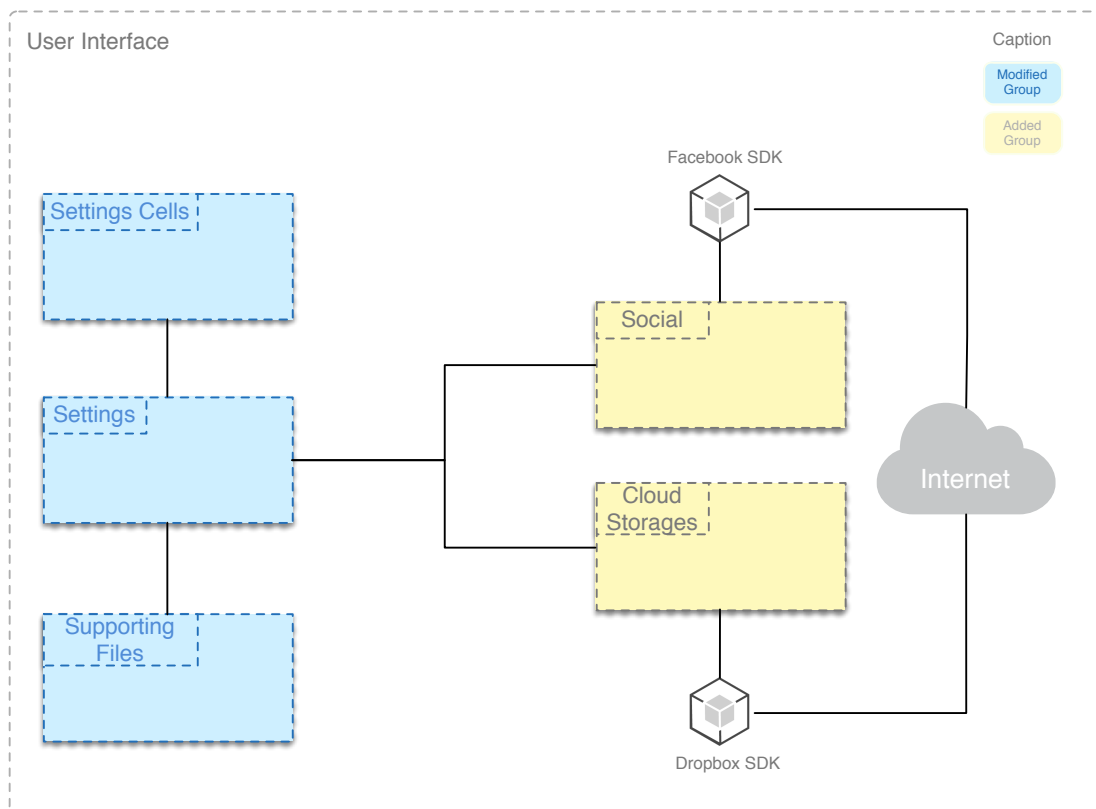 User Interface
Caption
Modified
Group
Added
Group
Facebook SDK
Settings Cells
Social
Settings
Internet
Cloud
Storages
Supporting
Files
Dropbox SDK